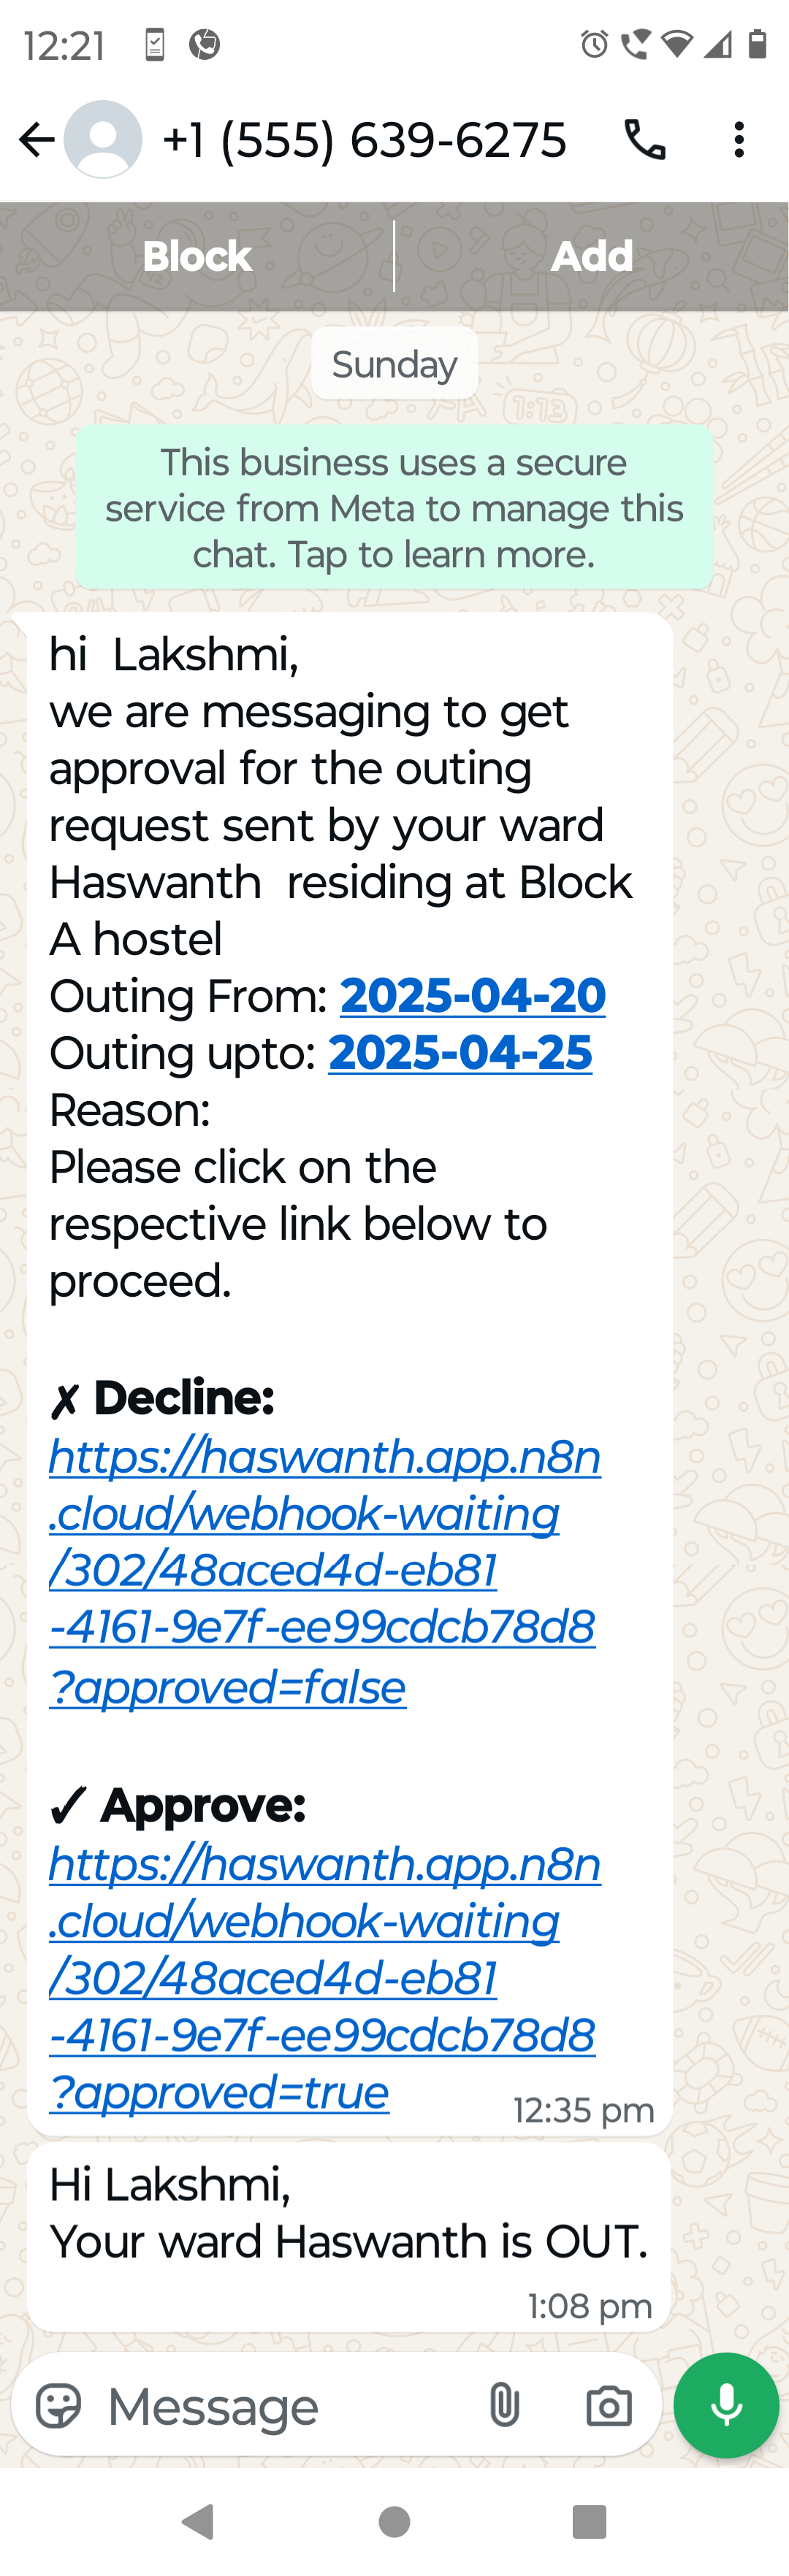 12:21
+1 (555) 639-6275
Block
Add
Sunday
This business uses a secure
service from Meta to manage this
chat. Tap to learn more.
hi  Lakshmi,
we are messaging to get
approval for the outing
request sent by your ward
Haswanth  residing at Block
A hostel
Outing From: 2025-04-20
Outing upto: 2025-04-25
Reason:
Please click on the
respective link below to
proceed.
✗ Decline:
https://haswanth.app.n8n
.cloud/webhook-waiting
/302/48aced4d-eb81
-4161-9e7f-ee99cdcb78d8
?approved=false
✓ Approve:
https://haswanth.app.n8n
.cloud/webhook-waiting
/302/48aced4d-eb81
-4161-9e7f-ee99cdcb78d8
?approved=true
12:35 pm
Hi Lakshmi,
Your ward Haswanth is OUT.
1:08 pm
Message